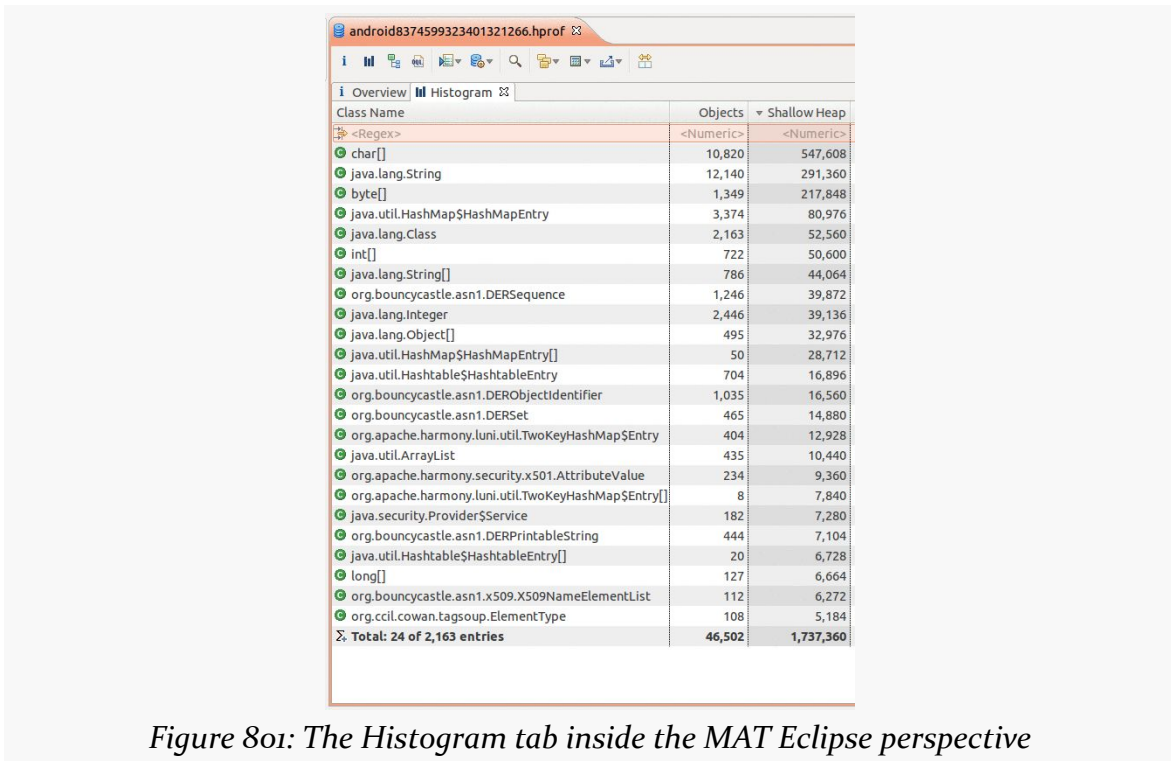 android8374599323401321266.hprof
i Overview Histogram
Class Name Objects Shallow Heap
<Regex> <Numeric> <Numeric>
char[] 10,820 547,608
java.lang.String 12,140 291,360
byte[] 1,349 217,848
java.util.HashMap$HashMapEntry 3,374 80,976
java.lang.Class 2,163 52,560
int[] 722 50,600
java.lang.String[] 786 44,064
org.bouncycastle.asn1.DERSequence 1,246 39,872
java.lang.Integer 2,446 39,136
java.lang.Object[] 495 32,976
java.util.HashMap$HashMapEntry[] 50 28,712
java.util.Hashtable$HashtableEntry 704 16,896
org.bouncycastle.asn1.DERObjectIdentifier 1,035 16,560
org.bouncycastle.asn1.DERSet 465 14,880
org.apache.harmony.luni.util.TwoKeyHashMap$Entry 404 12,928
java.util.ArrayList 435 10,440
org.apache.harmony.security.x501.AttributeValue 234 9,360
org.apache.harmony.luni.util.TwoKeyHashMap$Entry[] 8 7,840
java.security.Provider$Service 182 7,280
org.bouncycastle.asn1.DERPrintableString 444 7,104
java.util.Hashtable$HashtableEntry[] 20 6,728
long[] 127 6,664
org.bouncycastle.asn1.x509.X509NameElementList 112 6,272
org.ccil.cowan.tagsoup.ElementType 108 5,184
Σ Total: 24 of 2,163 entries 46,502 1,737,360
Figure 801: The Histogram tab inside the MAT Eclipse perspective